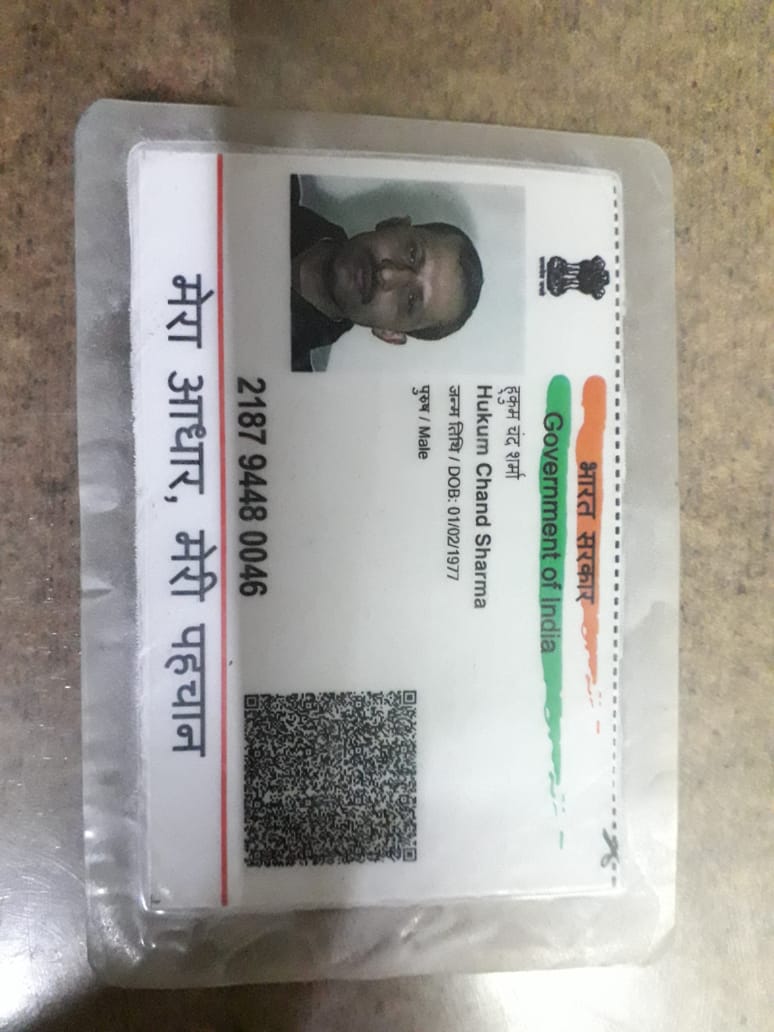 भारत सरकार
Government of India
हुकम चंद शर्मा
Hukum Chand Sharma
जन्म तिथि / DOB: 01/02/1977
पुरुष / Male
2187 9448 0046
मेरा आधार, मेरी पहचान